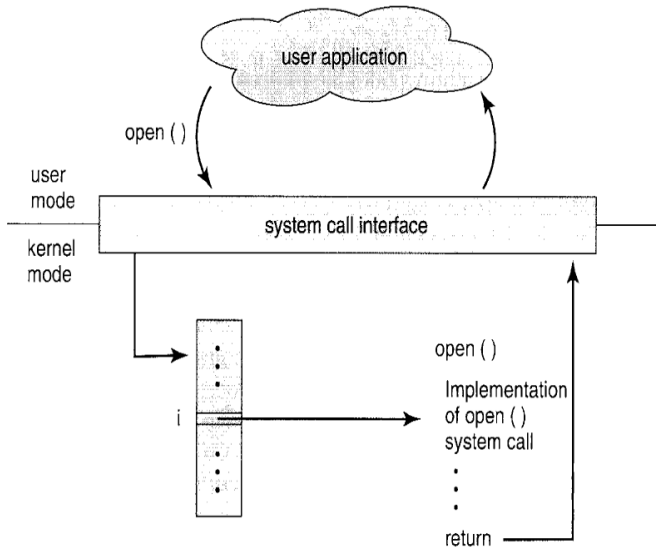 user application
open ( )
user
mode
system call interface
kernel
mode
open ( )
i
Implementation
of open ( )
system call
return